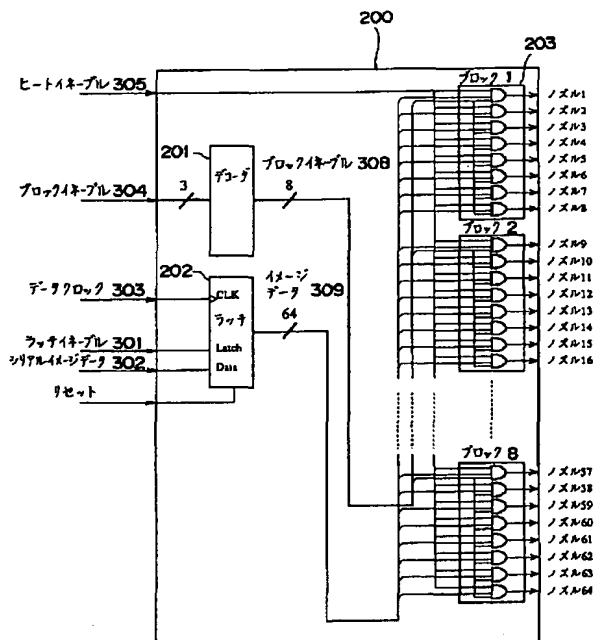 200
203
ヒートイネーブル 305
ブロック 1
ノズル1
ノズル2
ノズル3
ノズル4
ノズル5
ノズル6
ノズル7
ノズル8
201
デコーダ
ブロックイネーブル 308
ブロックイネーブル 304
3
8
ブロック 2
ノズル9
ノズル10
ノズル11
ノズル12
ノズル13
ノズル14
ノズル15
ノズル16
202
イメージ
データ 309
64
データクロック 303
CLK
ラッチ
ラッチイネーブル 301
Latch
シリアルイメージデータ 302
Data
リセット
ブロック 8
ノズル57
ノズル58
ノズル59
ノズル60
ノズル61
ノズル62
ノズル63
ノズル64